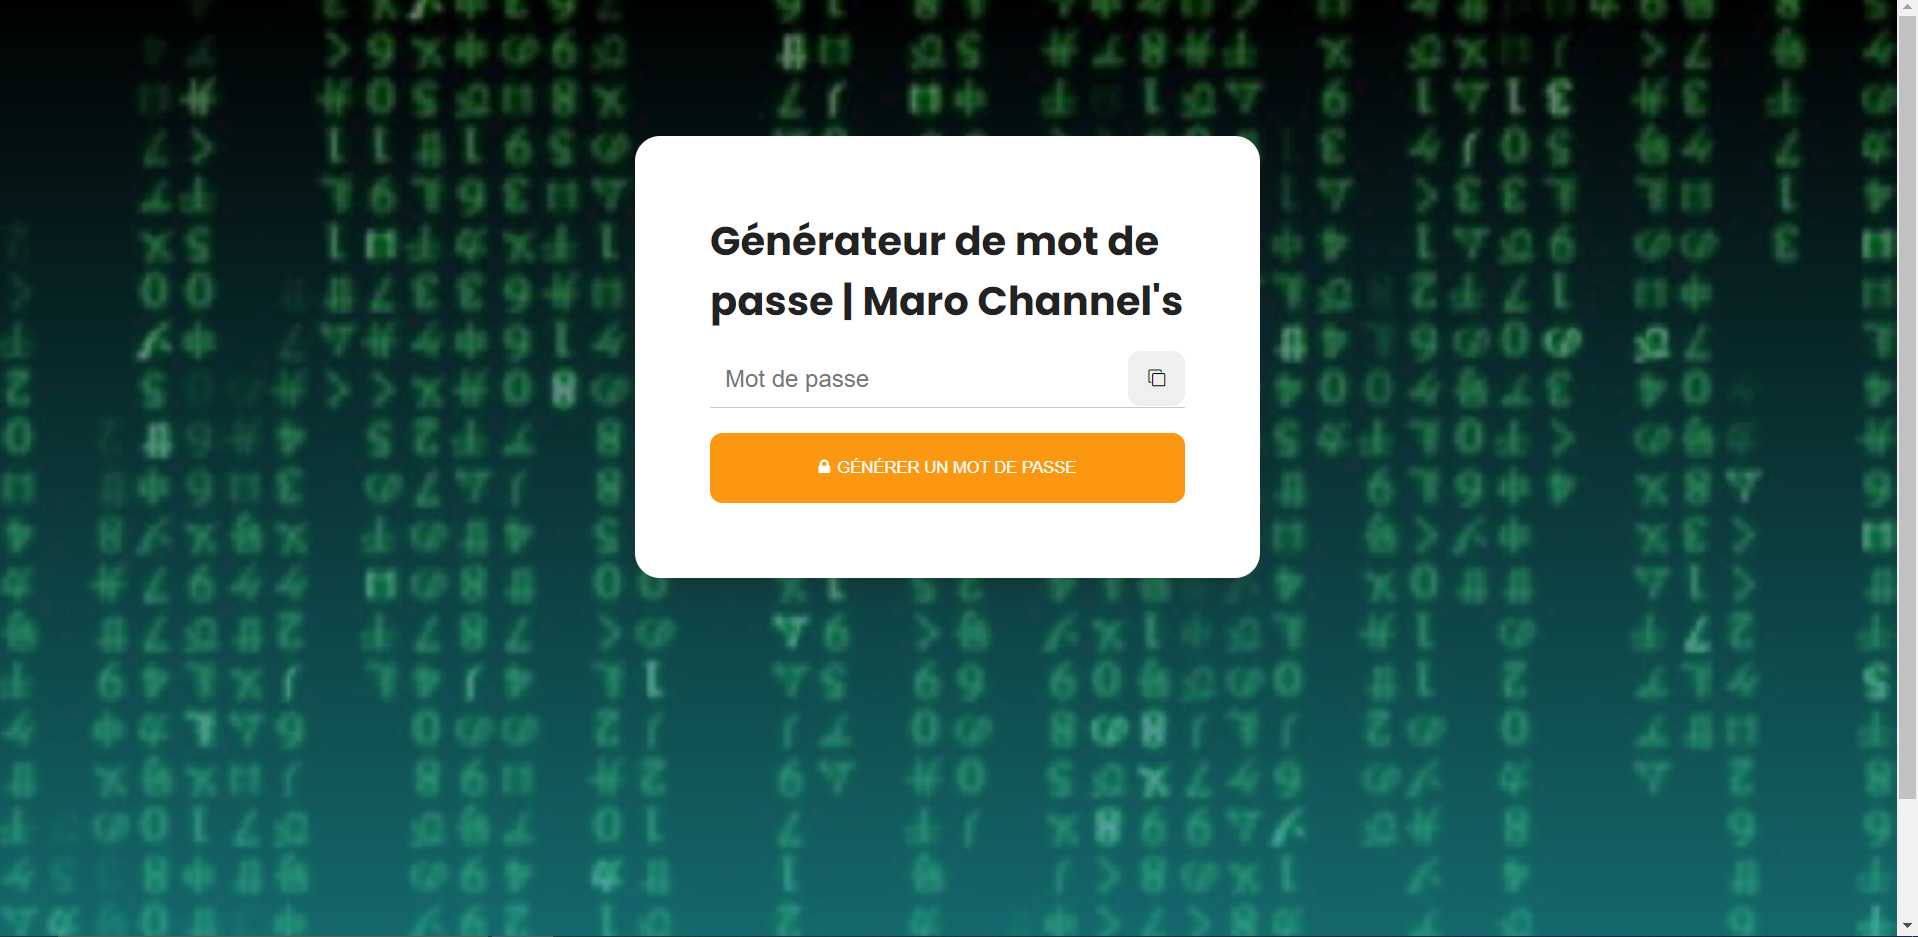 Générateur de mot de
passe | Maro Channel's
Mot de passe
GÉNÉRER UN MOT DE PASSE